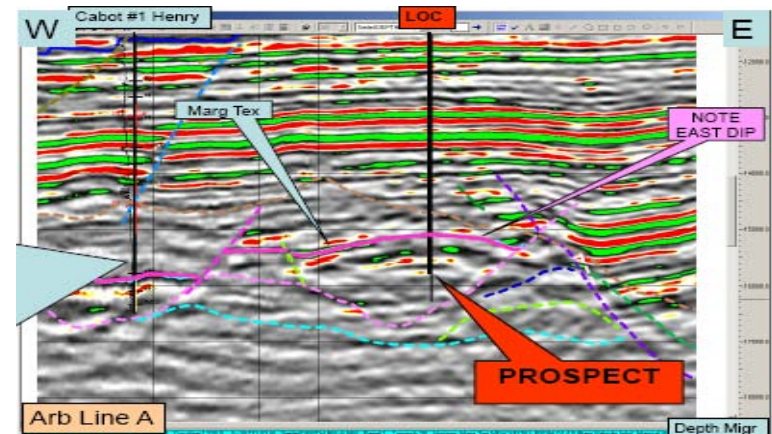 W
Cabot #1 Henry
LOC
E
Marg Tex
NOTE
EAST DIP
PROSPECT
Arb Line A
Depth Migr